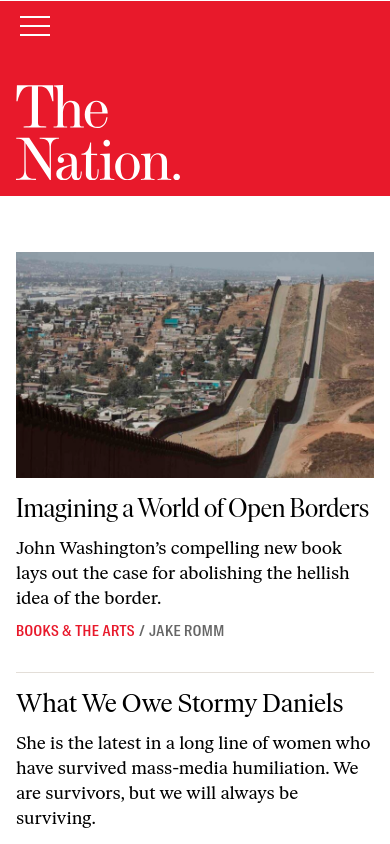 The
Nation.
Imagining a World of Open Borders
John Washington’s compelling new book
lays out the case for abolishing the hellish
idea of the border.
BOOKS & THE ARTS / JAKE ROMM
What We Owe Stormy Daniels
She is the latest in a long line of women who
have survived mass-media humiliation. We
are survivors, but we will always be
surviving.